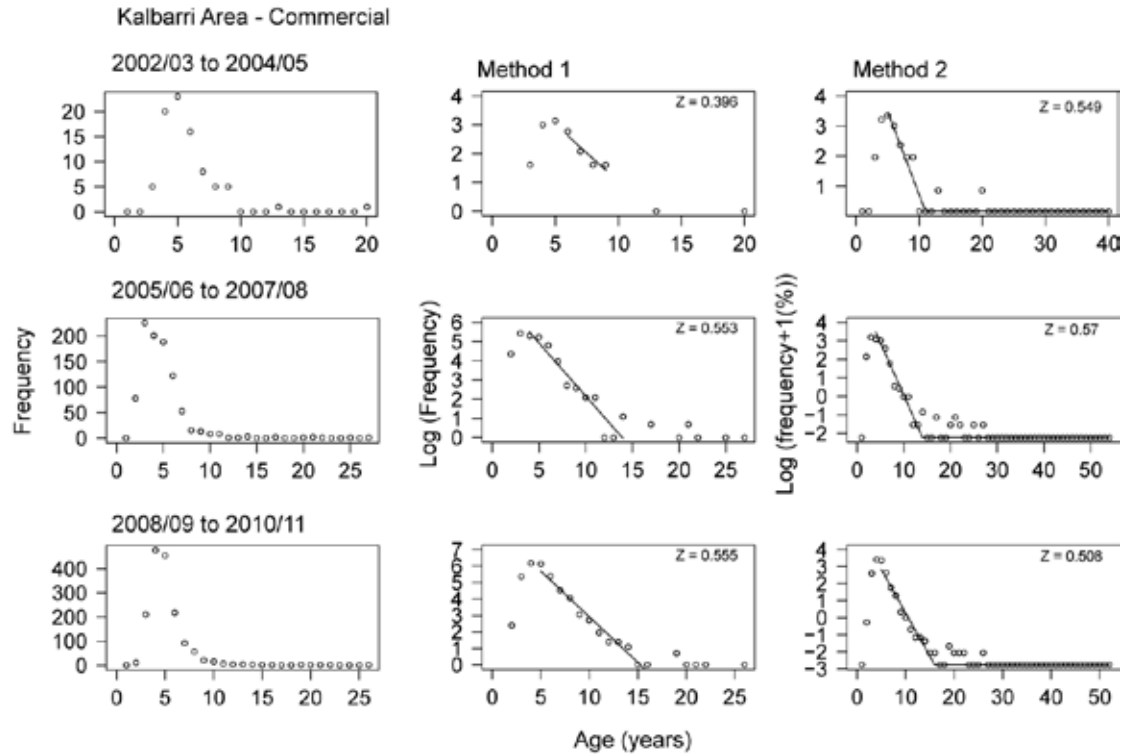 Kalbarri Area - Commercial
2002/03 to 2004/05
Method 1
Method 2
Z = 0.396
Z = 0.549
20
15
10
5
0
4
3
2
1
0
4
3
2
1
0 5 10 15 20
0 5 10 15 20
0 10 20 30 40
2005/06 to 2007/08
Z = 0.553
Z = 0.57
Frequency
Log (Frequency)
Log (frequency+1(%))
200
150
100
50
0
6
5
4
3
2
1
0
4
3
2
1
0
−1
−2
0 5 10 15 20 25
0 5 10 15 20 25
0 10 20 30 40 50
2008/09 to 2010/11
Z = 0.555
Z = 0.508
400
300
200
100
0
7
6
5
4
3
2
1
0
4
3
2
1
0
−1
−2
−3
0 5 10 15 20 25
0 5 10 15 20 25
0 10 20 30 40 50
Age (years)